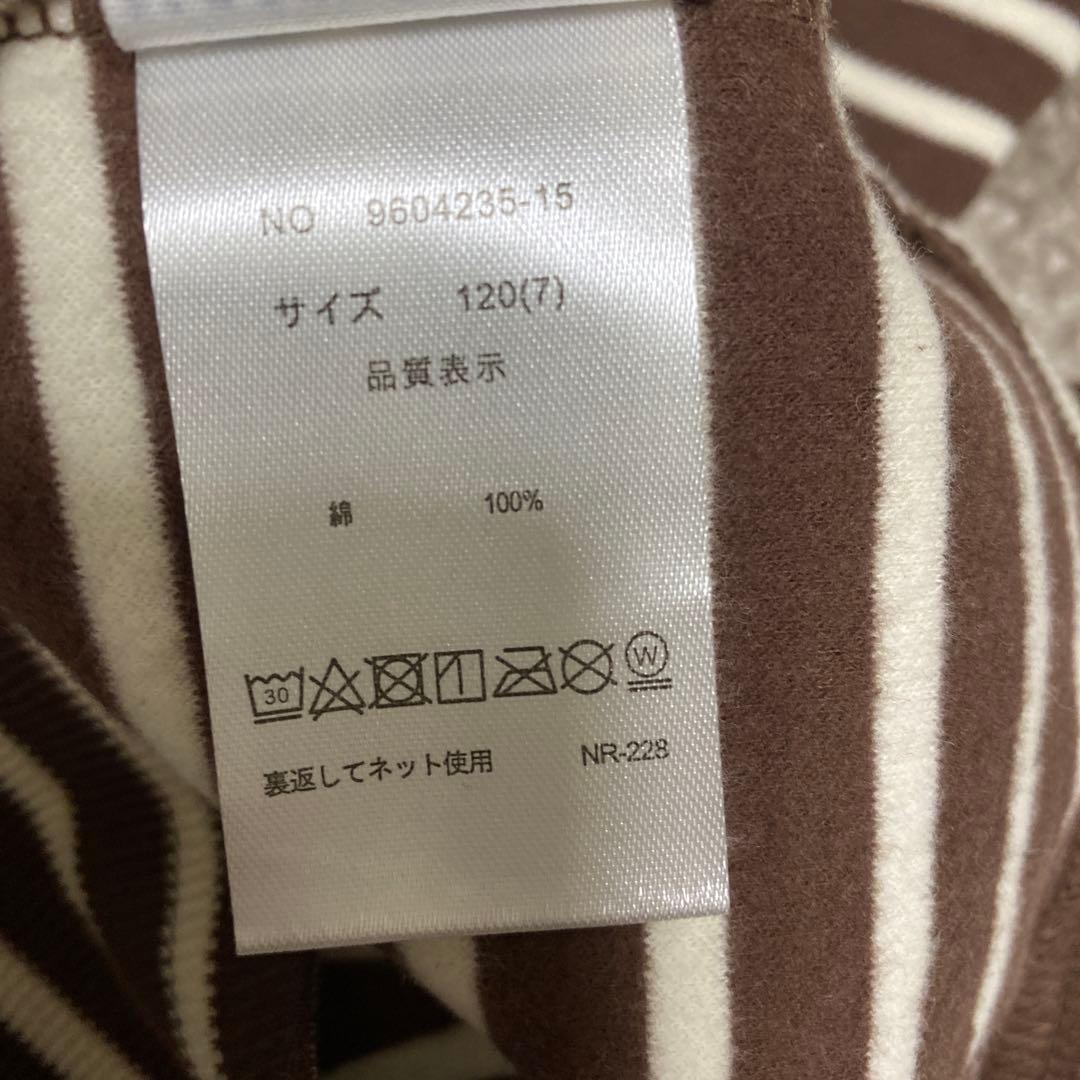 NO 9604235-15
サイズ 120(7)
品質表示
綿 100%
30 W
裏返してネット使用 NR-228